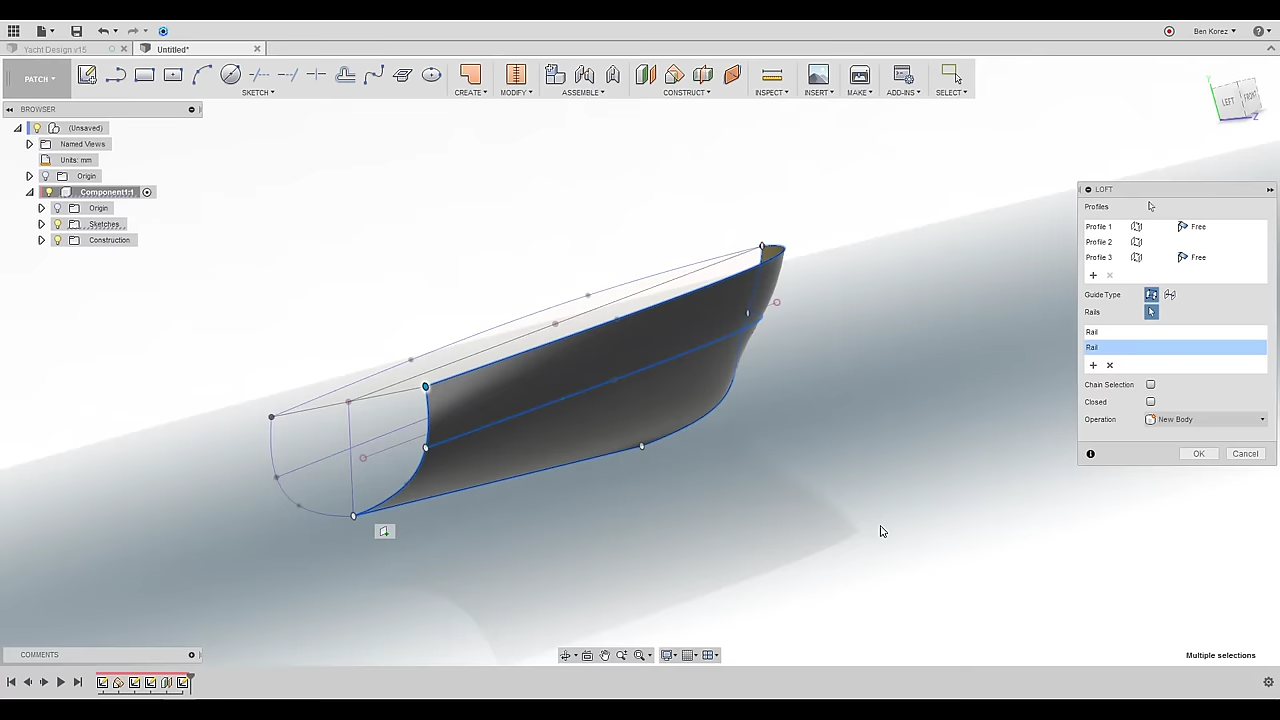 Ben Korez
Yacht Design v15
Untitled*
PATCH
SKETCH
CREATE
MODIFY
ASSEMBLE
CONSTRUCT
INSPECT
INSERT
MAKE
ADD-INS
SELECT
LEFT
FRONT
Y
Z
BROWSER
(Unsaved)
Named Views
Units: mm
Origin
Component1:1
Origin
Sketches
Construction
LOFT
Profiles
Profile 1 Free
Profile 2
Profile 3 Free
Guide Type
Rails
Rail
Rail
Chain Selection
Closed
Operation New Body
OK Cancel
COMMENTS
Multiple selections